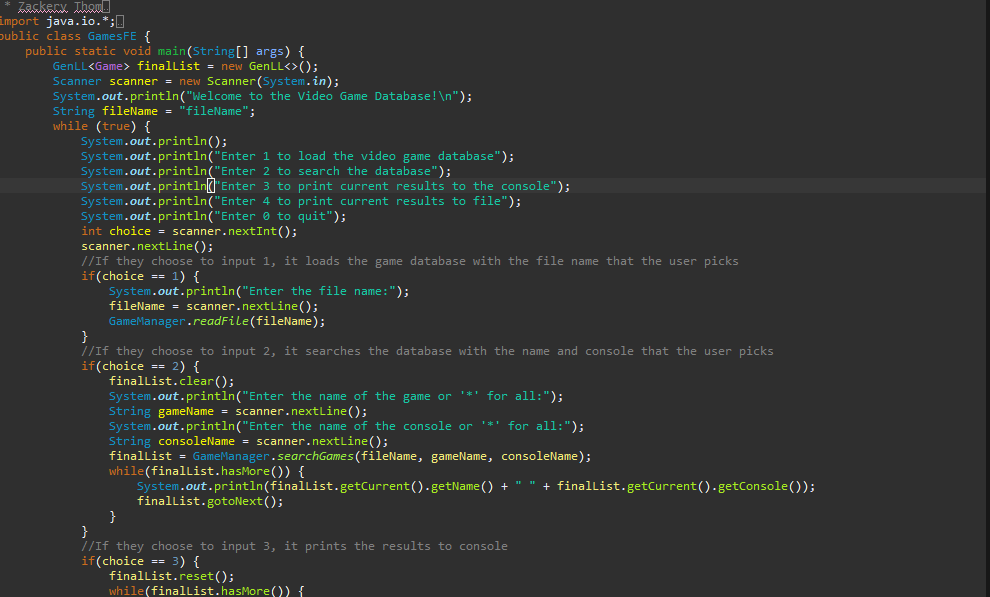 * Zackery Thom
import java.io.*;
public class GamesFE {
public static void main(String[] args) {
GenLL<Game> finalList = new GenLL<>();
Scanner scanner = new Scanner(System.in);
System.out.println("Welcome to the Video Game Database!\n");
String fileName = "fileName";
while (true) {
System.out.println();
System.out.println("Enter 1 to load the video game database");
System.out.println("Enter 2 to search the database");
System.out.println("Enter 3 to print current results to the console");
System.out.println("Enter 4 to print current results to file");
System.out.println("Enter 0 to quit");
int choice = scanner.nextInt();
scanner.nextLine();
//If they choose to input 1, it loads the game database with the file name that the user picks
if(choice == 1) {
System.out.println("Enter the file name:");
fileName = scanner.nextLine();
GameManager.readFile(fileName);
}
//If they choose to input 2, it searches the database with the name and console that the user picks
if(choice == 2) {
finalList.clear();
System.out.println("Enter the name of the game or '*' for all:");
String gameName = scanner.nextLine();
System.out.println("Enter the name of the console or '*' for all:");
String consoleName = scanner.nextLine();
finalList = GameManager.searchGames(fileName, gameName, consoleName);
while(finalList.hasMore()) {
System.out.println(finalList.getCurrent().getName() + " " + finalList.getCurrent().getConsole());
finalList.gotoNext();
}
}
//If they choose to input 3, it prints the results to console
if(choice == 3) {
finalList.reset();
while(finalList.hasMore()) {